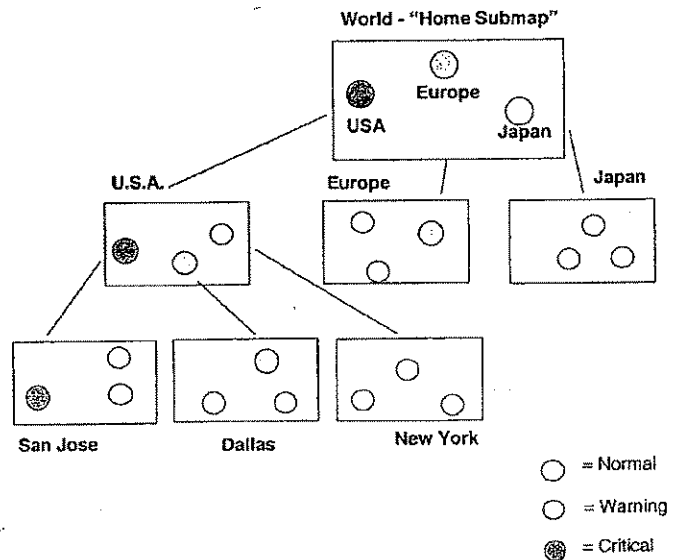 World - "Home Submap"
Europe
USA
Japan
U.S.A.
Europe
Japan
San Jose
Dallas
New York
= Normal
= Warning
= Critical